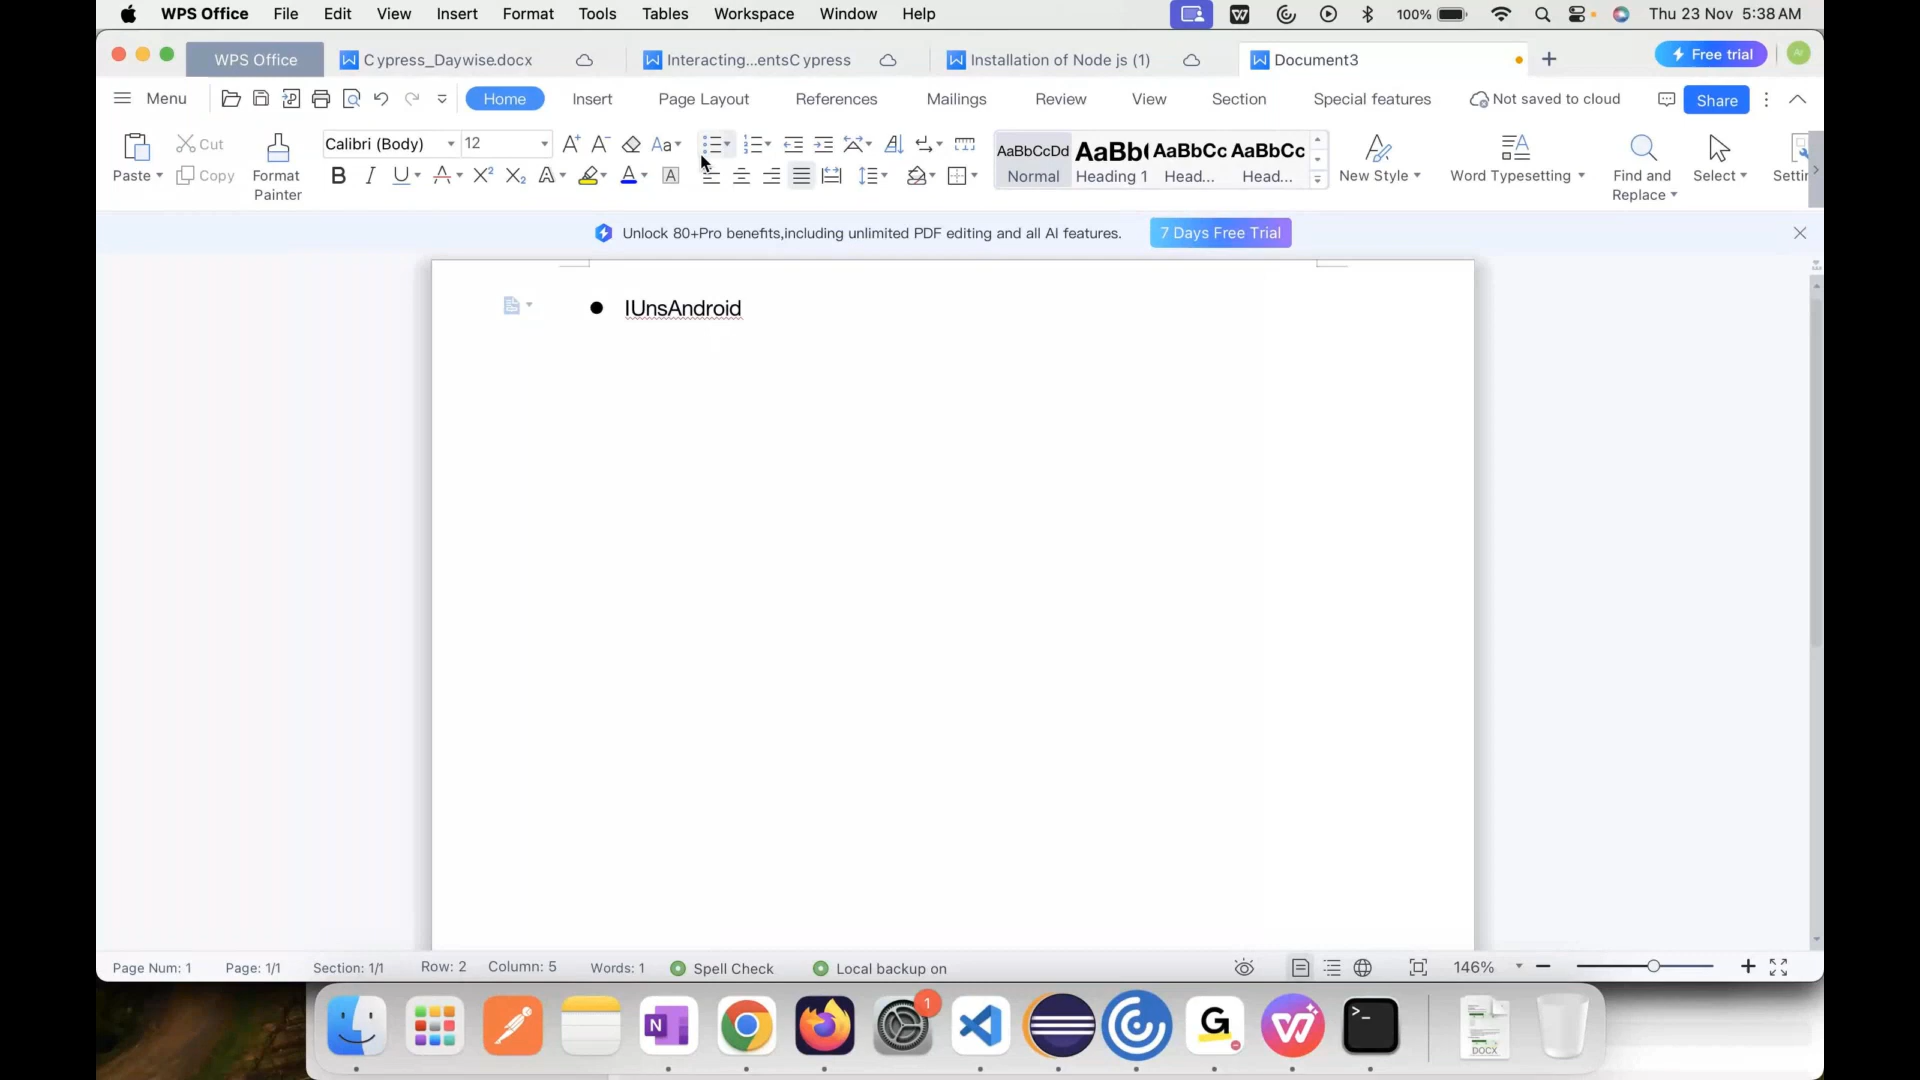 WPS Office File Edit View Insert Format Tools Tables Workspace Window Help 100% Thu 23 Nov 5:38 AM
WPS Office Cypress_Daywise.docx Interacting...entsCypress Installation of Node js (1) Document3 Free trial
Menu Home Insert Page Layout References Mailings Review View Section Special features Not saved to cloud Share
Cut Calibri (Body) 12 AaBbCcDd AaBb( AaBbCc AaBbCc
Paste Copy Format Painter Normal Heading 1 Head... Head... New Style Word Typesetting Find and Replace Select Settin
Unlock 80+Pro benefits,including unlimited PDF editing and all AI features. 7 Days Free Trial
● IUnsAndroid
Page Num: 1 Page: 1/1 Section: 1/1 Row: 2 Column: 5 Words: 1 Spell Check Local backup on 146%
1
DOCX